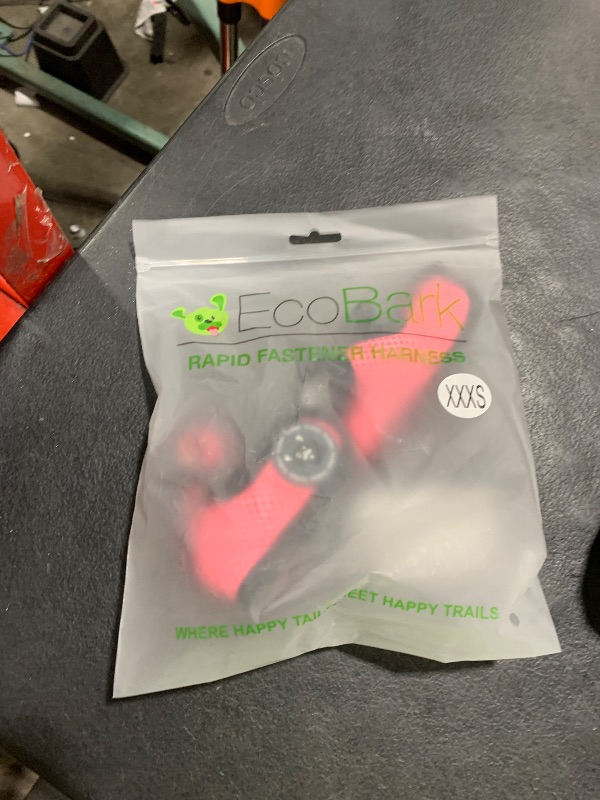 EcoBark
RAPID FASTENER HARNESS
XXXS
WHERE HAPPY TAILS MEET HAPPY TRAILS